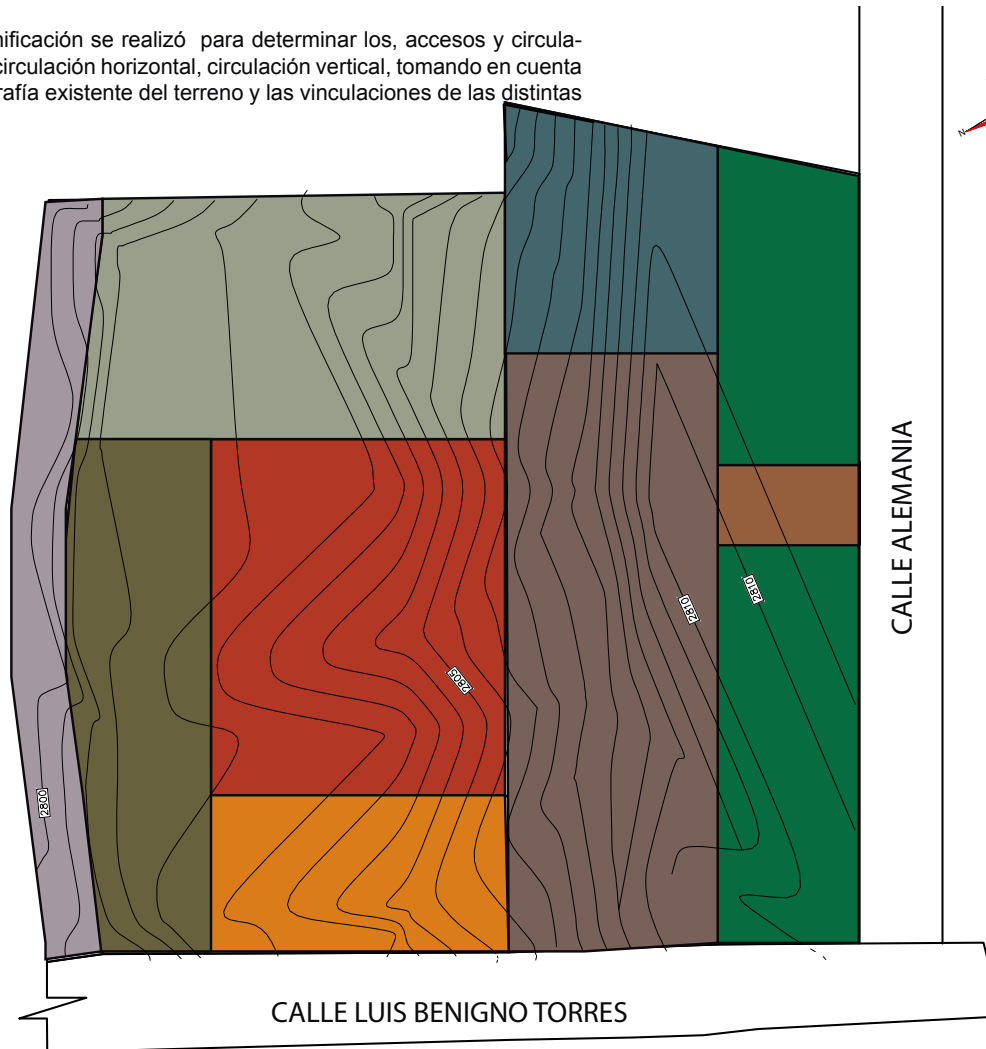 nificación se realizó para determinar los, accesos y circula-
circulación horizontal, circulación vertical, tomando en cuenta
rafía existente del terreno y las vinculaciones de las distintas
N
CALLE ALEMANIA
2810
2810
2805
2800
CALLE LUIS BENIGNO TORRES